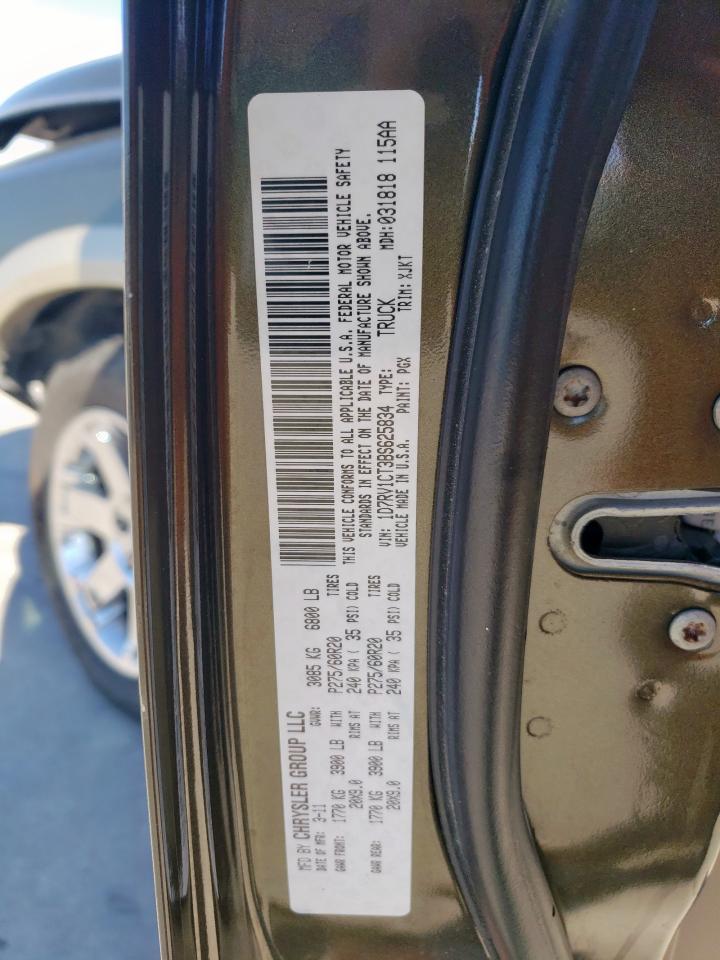 MFD BY CHRYSLER GROUP LLC
DATE OF MFR: 3-11 GVWR: 3085 KG 6800 LB
GAWR FRONT: 1770 KG 3900 LB WITH P275/60R20 TIRES
20X9.0 RIMS AT 240 KPA ( 35 PSI) COLD
GAWR REAR: 1770 KG 3900 LB WITH P275/60R20 TIRES
20X9.0 RIMS AT 240 KPA ( 35 PSI) COLD
THIS VEHICLE CONFORMS TO ALL APPLICABLE U.S.A. FEDERAL MOTOR VEHICLE SAFETY
STANDARDS IN EFFECT ON THE DATE OF MANUFACTURE SHOWN ABOVE.
VIN: 1D7RV1CT3BS625834 TYPE: TRUCK MDH:031818 115AA
VEHICLE MADE IN U.S.A. PAINT: PGX TRIM: XJKT